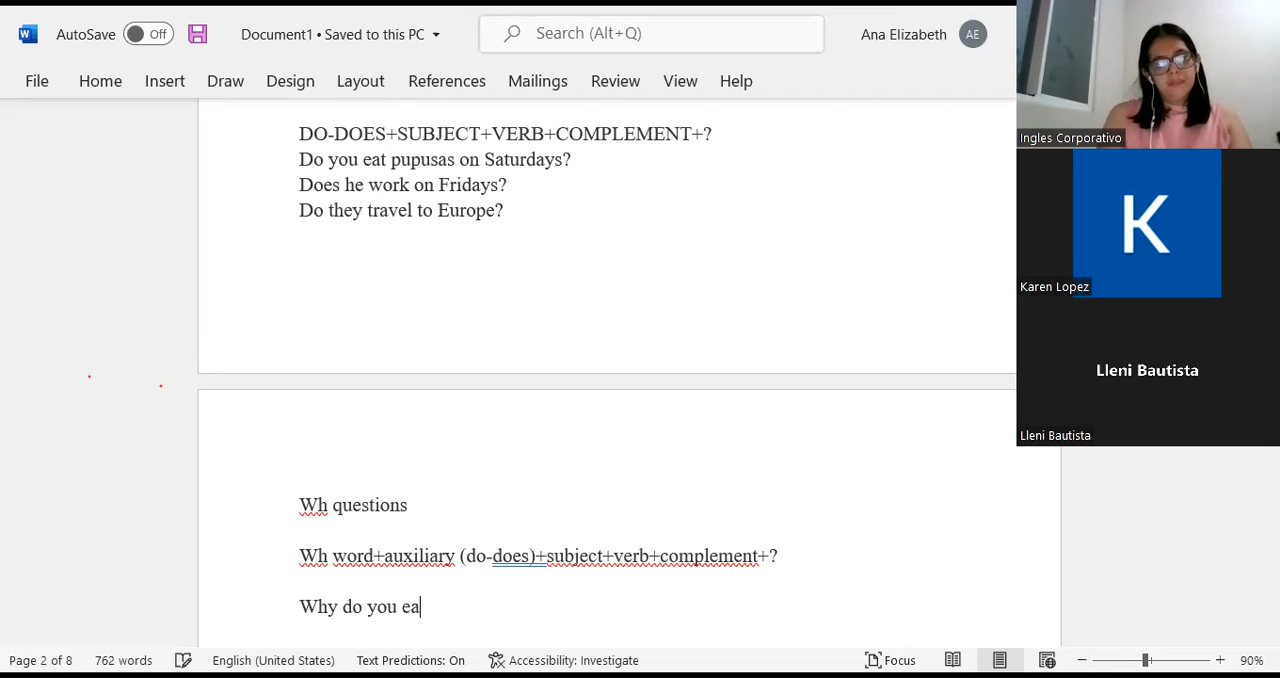 AutoSave Off Document1 • Saved to this PC Search (Alt+Q) Ana Elizabeth AE
File Home Insert Draw Design Layout References Mailings Review View Help
DO-DOES+SUBJECT+VERB+COMPLEMENT+?
Do you eat pupusas on Saturdays?
Does he work on Fridays?
Do they travel to Europe?
Wh questions
Wh word+auxiliary (do-does)+subject+verb+complement+?
Why do you ea
Ingles Corporativo
K
Karen Lopez
Lleni Bautista
Lleni Bautista
Page 2 of 8 762 words English (United States) Text Predictions: On Accessibility: Investigate Focus 90%